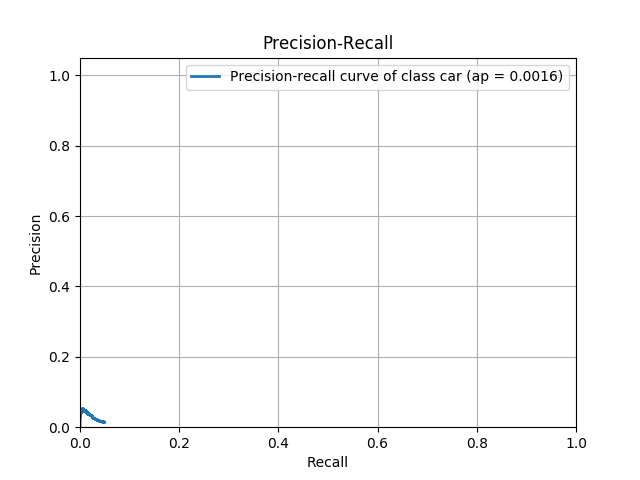 Precision-Recall
Precision-recall curve of class car (ap = 0.0016)
1.0
0.8
0.6
0.4
0.2
0.0
Precision
0.0 0.2 0.4 0.6 0.8 1.0
Recall